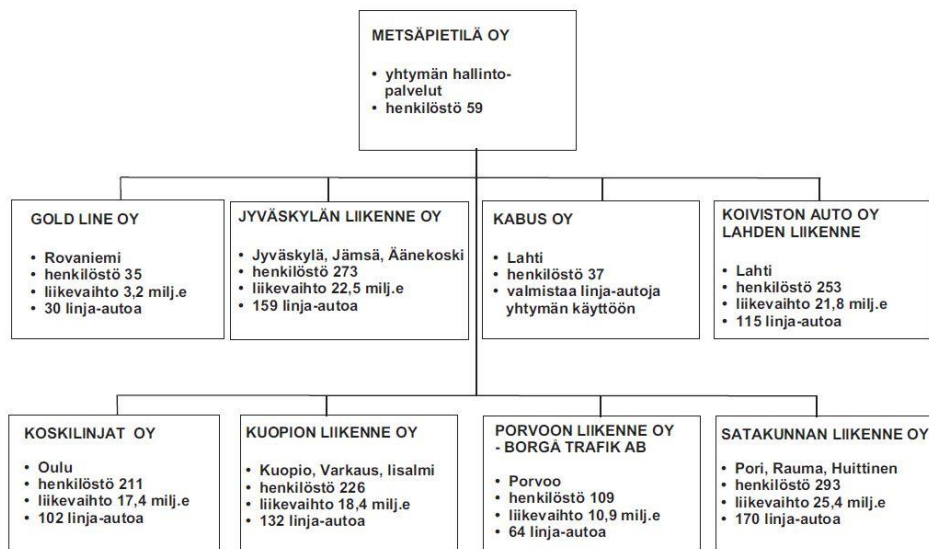 METSÄPIETILÄ OY
• yhtymän hallinto-
palvelut
• henkilöstö 59
GOLD LINE OY
• Rovaniemi
• henkilöstö 35
• liikevaihto 3,2 milj.e
• 30 linja-autoa
JYVÄSKYLÄN LIIKENNE OY
• Jyväskylä, Jämsä, Äänekoski
• henkilöstö 273
• liikevaihto 22,5 milj.e
• 159 linja-autoa
KABUS OY
• Lahti
• henkilöstö 37
• valmistaa linja-autoja
yhtymän käyttöön
KOIVISTON AUTO OY
LAHDEN LIIKENNE
• Lahti
• henkilöstö 253
• liikevaihto 21,8 milj.e
• 115 linja-autoa
KOSKILINJAT OY
• Oulu
• henkilöstö 211
• liikevaihto 17,4 milj.e
• 102 linja-autoa
KUOPION LIIKENNE OY
• Kuopio, Varkaus, Iisalmi
• henkilöstö 226
• liikevaihto 18,4 milj.e
• 132 linja-autoa
PORVOON LIIKENNE OY
- BORGÅ TRAFIK AB
• Porvoo
• henkilöstö 109
• liikevaihto 10,9 milj.e
• 64 linja-autoa
SATAKUNNAN LIIKENNE OY
• Pori, Rauma, Huittinen
• henkilöstö 293
• liikevaihto 25,4 milj.e
• 170 linja-autoa